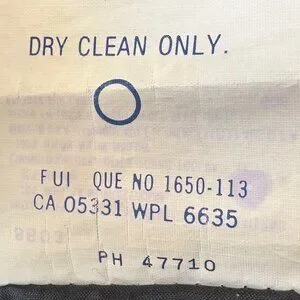 DRY CLEAN ONLY.
FUI QUE NO 1650-113
CA 05331 WPL 6635
PH 47710